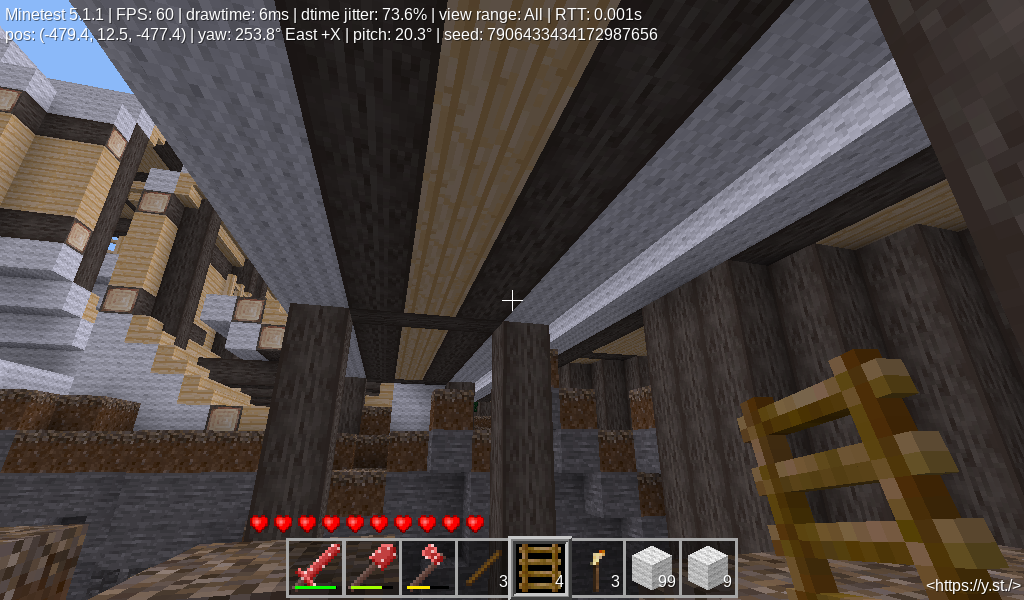 Minetest 5.1.1 | FPS: 60 | drawtime: 6ms | dtime jitter: 73.6% | view range: All | RTT: 0.001s
pos: (-479.4, 12.5, -477.4) | yaw: 253.8° East +X | pitch: 20.3° | seed: 7906433434172987656
3 4 3 99 9
<https://y.st./>